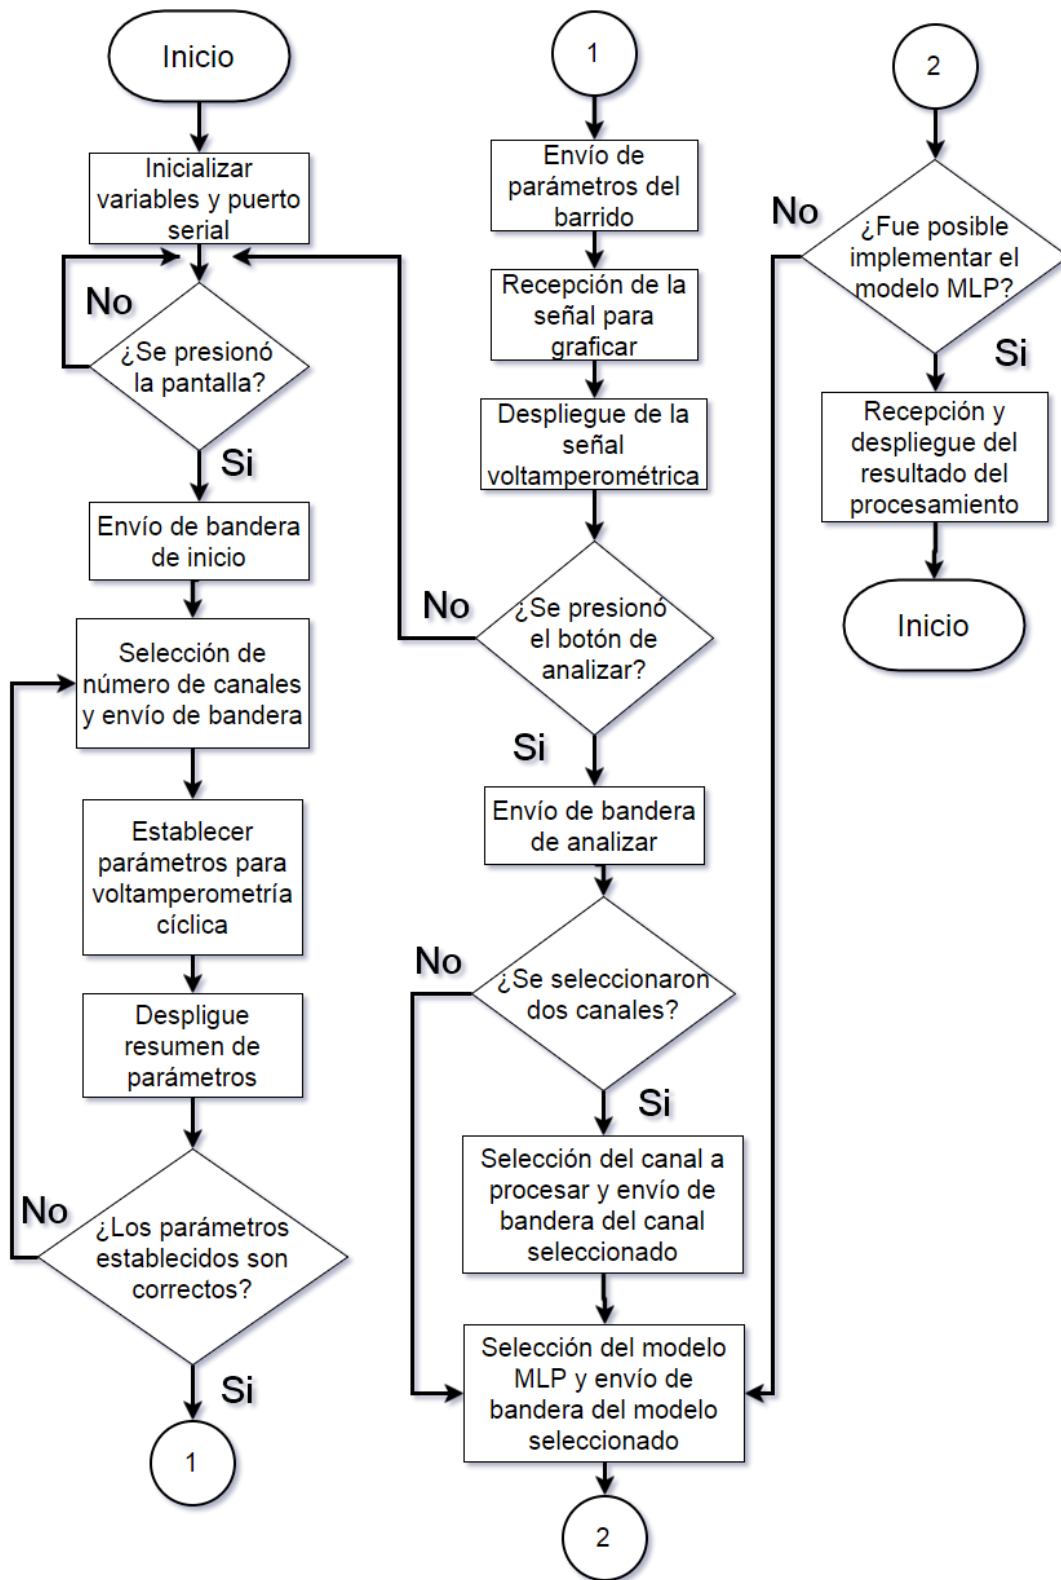 Inicio
Inicializar
variables y puerto
serial
No
¿Se presionó
la pantalla?
Si
Envío de bandera
de inicio
Selección de
número de canales
y envío de bandera
Establecer
parámetros para
voltamperometría
cíclica
Despligue
resumen de
parámetros
No
¿Los parámetros
establecidos son
correctos?
Si
1
1
Envío de
parámetros del
barrido
Recepción de la
señal para
graficar
Despliegue de la
señal
voltamperométrica
No
¿Se presionó
el botón de
analizar?
Si
Envío de bandera
de analizar
No
¿Se seleccionaron
dos canales?
Si
Selección del canal a
procesar y envío de
bandera del canal
seleccionado
Selección del modelo
MLP y envío de
bandera del modelo
seleccionado
2
2
No
¿Fue posible
implementar el
modelo MLP?
Si
Recepción y
despliegue del
resultado del
procesamiento
Inicio